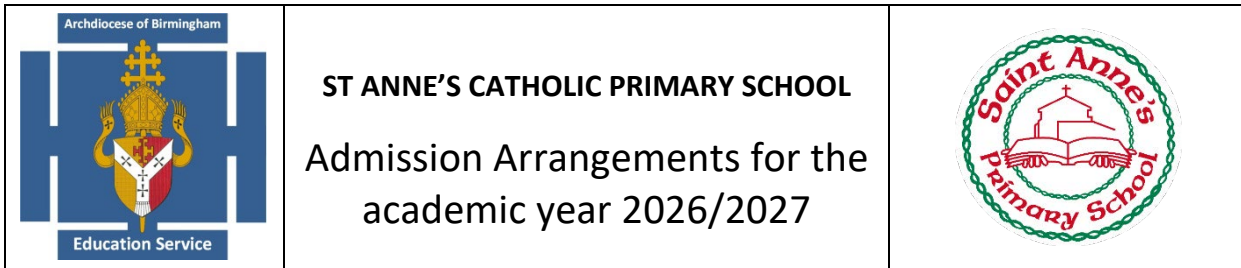 Archdiocese of Birmingham
Education Service
ST ANNE'S CATHOLIC PRIMARY SCHOOL
Admission Arrangements for the
academic year 2026/2027
Saint Anne's
Primary School